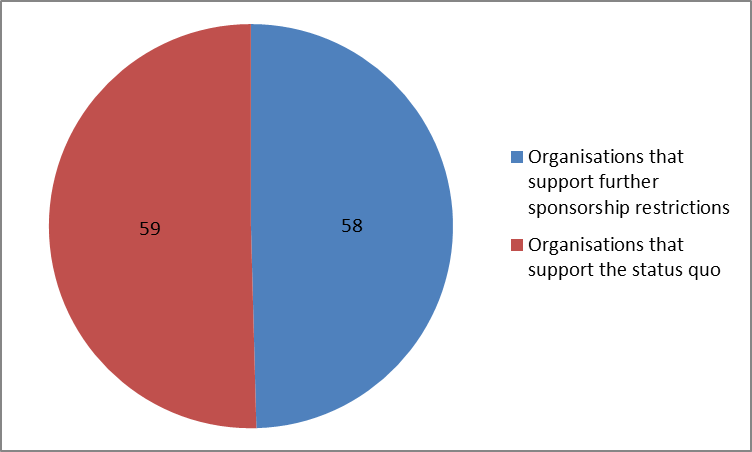 59
58
Organisations that
support further
sponsorship restrictions
Organisations that
support the status quo